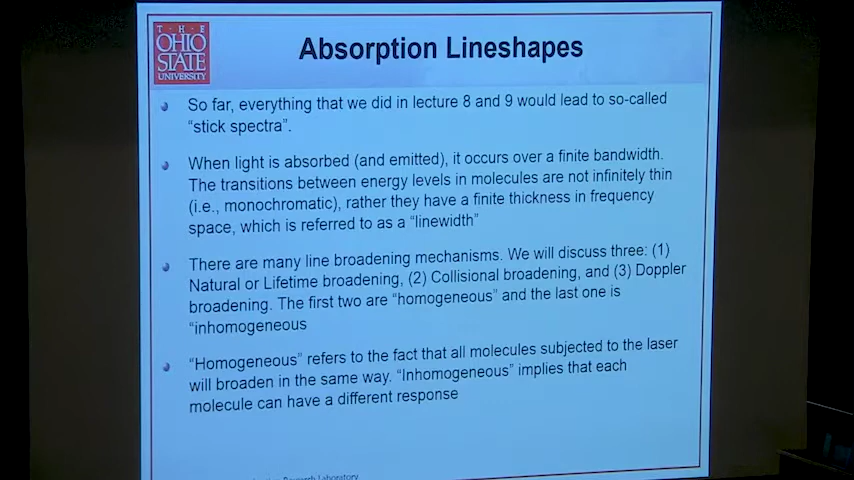 T · H · E
OHIO
STATE
UNIVERSITY
Absorption Lineshapes
So far, everything that we did in lecture 8 and 9 would lead to so-called
“stick spectra”.
When light is absorbed (and emitted), it occurs over a finite bandwidth.
The transitions between energy levels in molecules are not infinitely thin
(i.e., monochromatic), rather they have a finite thickness in frequency
space, which is referred to as a “linewidth”
There are many line broadening mechanisms. We will discuss three: (1)
Natural or Lifetime broadening, (2) Collisional broadening, and (3) Doppler
broadening. The first two are “homogeneous” and the last one is
“inhomogeneous
“Homogeneous” refers to the fact that all molecules subjected to the laser
will broaden in the same way. “Inhomogeneous” implies that each
molecule can have a different response
Research Laboratory